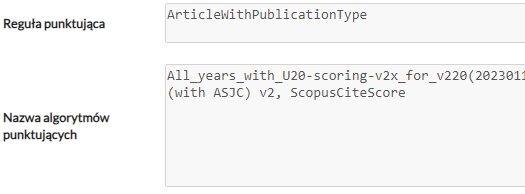 Reguła punktująca
ArticleWithPublicationType
Nazwa algorytmów
punktujących
All_years_with_U20-scoring-v2x_for_v220(2023011
(with ASJC) v2, ScopusCiteScore